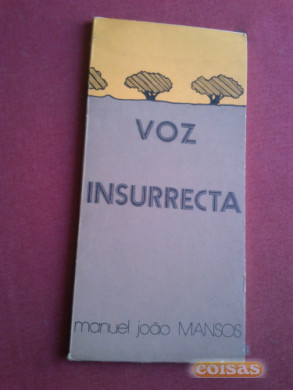 VOZ
INSURRECTA
manuel joão MANSOS
coisas